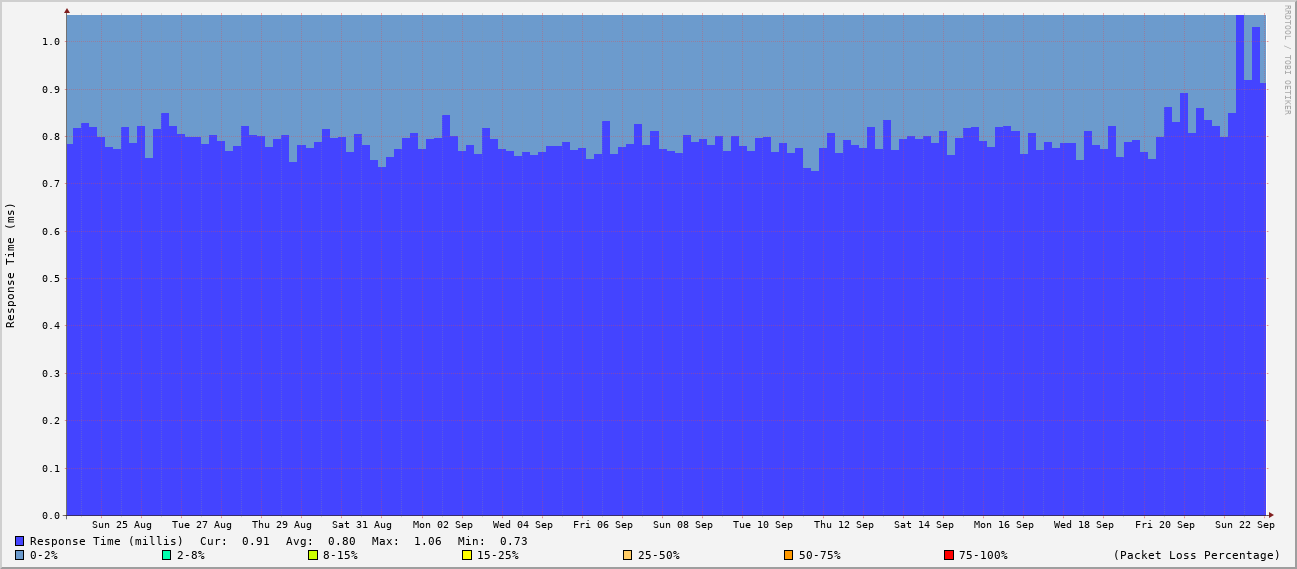 RRDTOOL / TOBI OETIKER
Response Time (ms)
1.0
0.9
0.8
0.7
0.6
0.5
0.4
0.3
0.2
0.1
0.0
Sun 25 Aug Tue 27 Aug Thu 29 Aug Sat 31 Aug Mon 02 Sep Wed 04 Sep Fri 06 Sep Sun 08 Sep Tue 10 Sep Thu 12 Sep Sat 14 Sep Mon 16 Sep Wed 18 Sep Fri 20 Sep Sun 22 Sep
Response Time (millis) Cur: 0.91 Avg: 0.80 Max: 1.06 Min: 0.73
0-2% 2-8% 8-15% 15-25% 25-50% 50-75% 75-100% (Packet Loss Percentage)